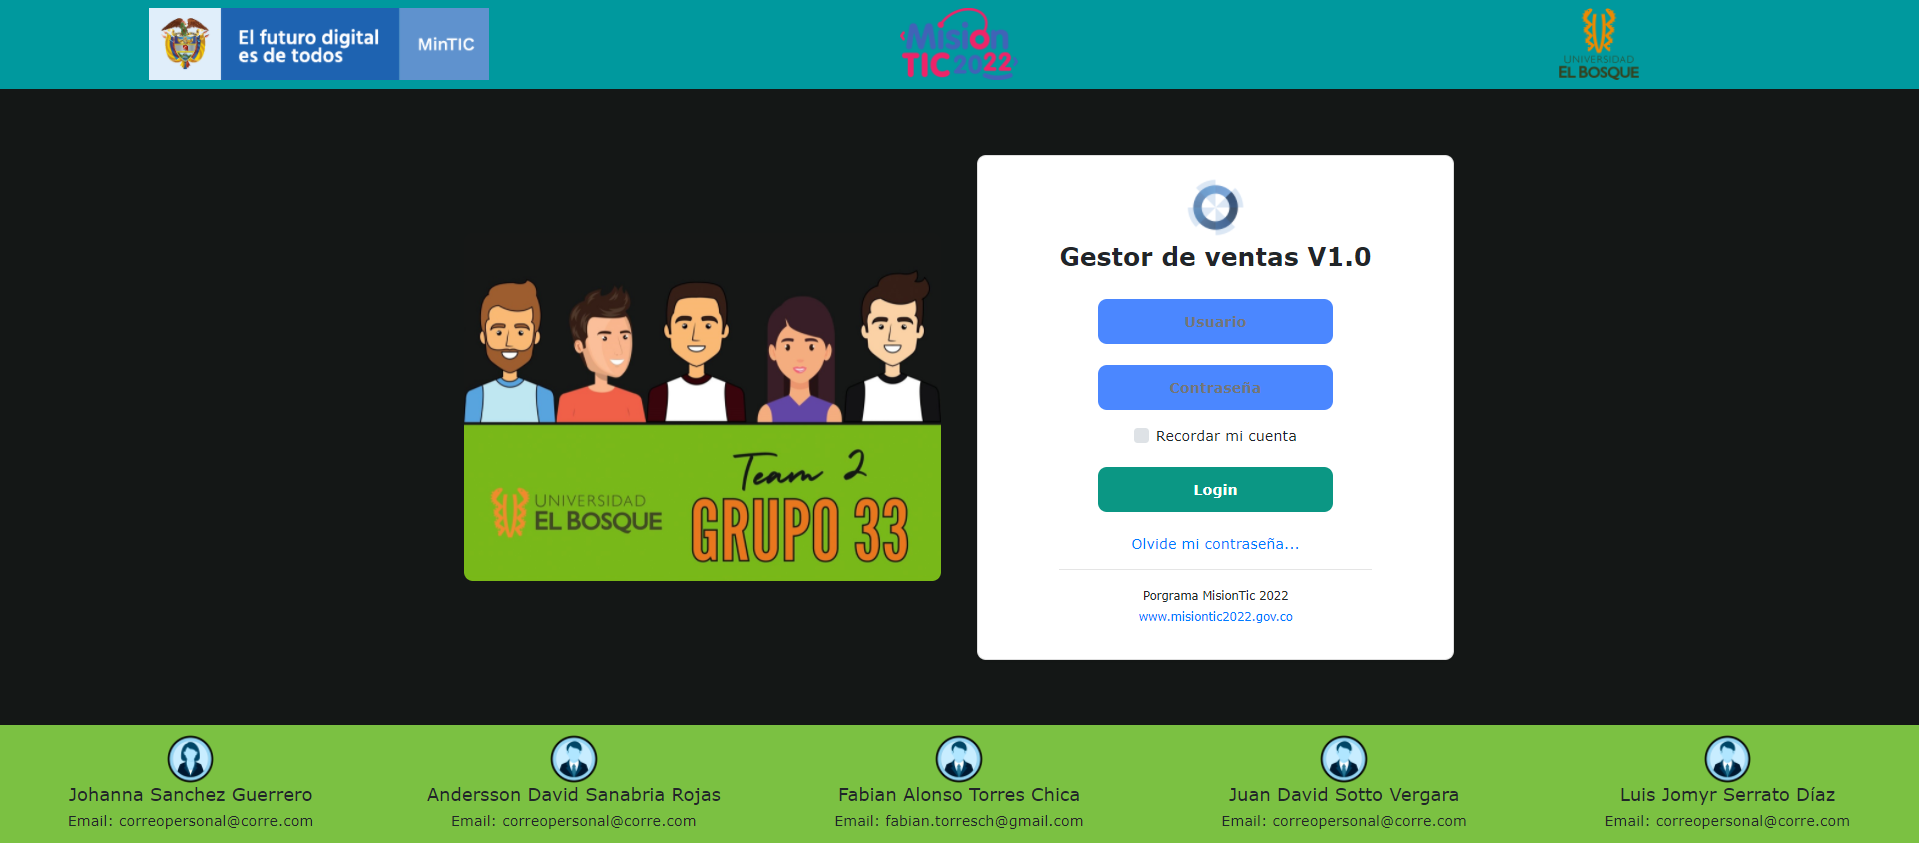 El futuro digital
es de todos
MinTIC
Misión
TIC 2022
UNIVERSIDAD
EL BOSQUE
Gestor de ventas V1.0
Usuario
Contraseña
Recordar mi cuenta
Login
Olvide mi contraseña...
Porgrama MisionTic 2022
www.misiontic2022.gov.co
Team 2
GRUPO 33
UNIVERSIDAD
EL BOSQUE
Johanna Sanchez Guerrero
Email: correopersonal@corre.com
Andersson David Sanabria Rojas
Email: correopersonal@corre.com
Fabian Alonso Torres Chica
Email: fabian.torresch@gmail.com
Juan David Sotto Vergara
Email: correopersonal@corre.com
Luis Jomyr Serrato Díaz
Email: correopersonal@corre.com